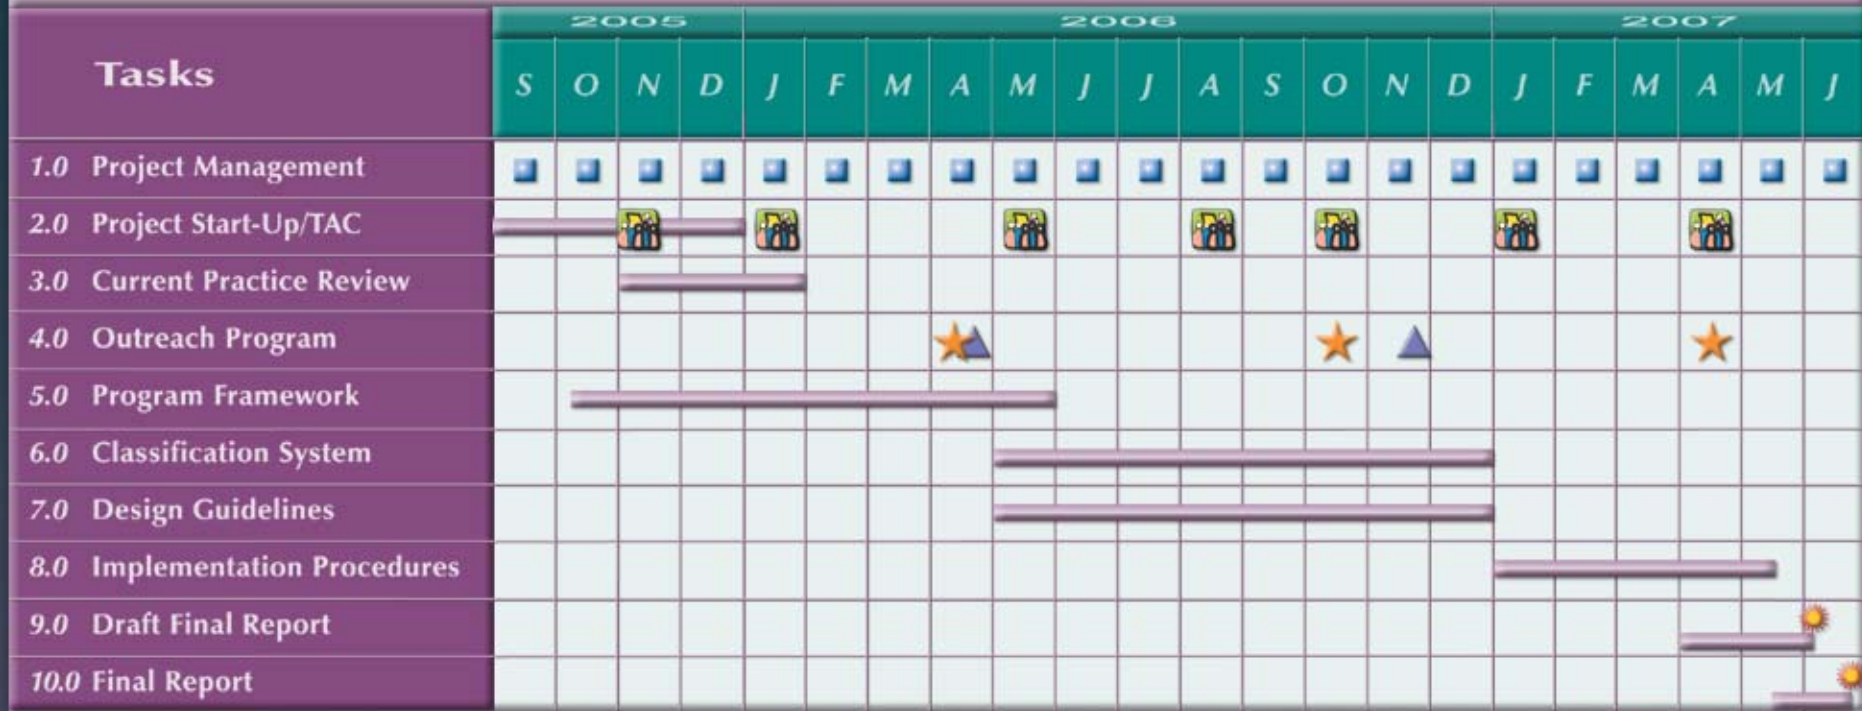 2005 2006 2007
Tasks
S O N D J F M A M J J A S O N D J F M A M J
1.0 Project Management
2.0 Project Start-Up/TAC
3.0 Current Practice Review
4.0 Outreach Program
5.0 Program Framework
6.0 Classification System
7.0 Design Guidelines
8.0 Implementation Procedures
9.0 Draft Final Report
10.0 Final Report